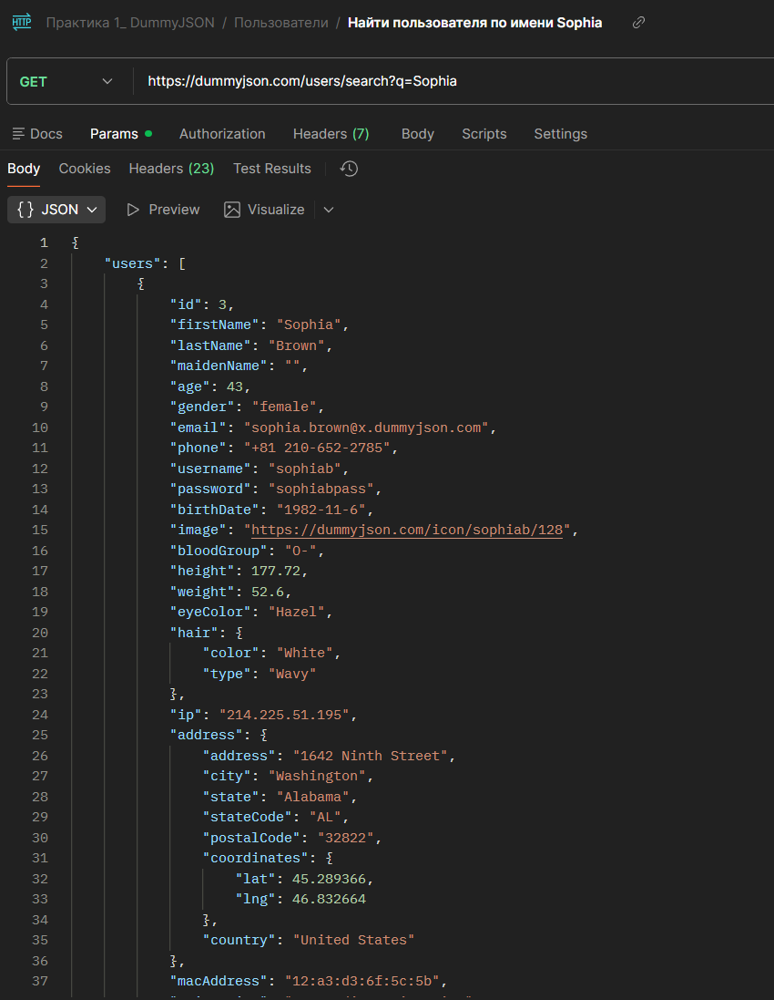 HTTP Практика 1_ DummyJSON / Пользователи / Найти пользователя по имени Sophia
GET https://dummyjson.com/users/search?q=Sophia
Docs Params Authorization Headers (7) Body Scripts Settings
Body Cookies Headers (23) Test Results
{} JSON Preview Visualize
1 {
2 "users": [
3 {
4 "id": 3,
5 "firstName": "Sophia",
6 "lastName": "Brown",
7 "maidenName": "",
8 "age": 43,
9 "gender": "female",
10 "email": "sophia.brown@x.dummyjson.com",
11 "phone": "+81 210-652-2785",
12 "username": "sophiab",
13 "password": "sophiabpass",
14 "birthDate": "1982-11-6",
15 "image": "https://dummyjson.com/icon/sophiab/128",
16 "bloodGroup": "O-",
17 "height": 177.72,
18 "weight": 52.6,
19 "eyeColor": "Hazel",
20 "hair": {
21 "color": "White",
22 "type": "Wavy"
23 },
24 "ip": "214.225.51.195",
25 "address": {
26 "address": "1642 Ninth Street",
27 "city": "Washington",
28 "state": "Alabama",
29 "stateCode": "AL",
30 "postalCode": "32822",
31 "coordinates": {
32 "lat": 45.289366,
33 "lng": 46.832664
34 },
35 "country": "United States"
36 },
37 "macAddress": "12:a3:d3:6f:5c:5b",